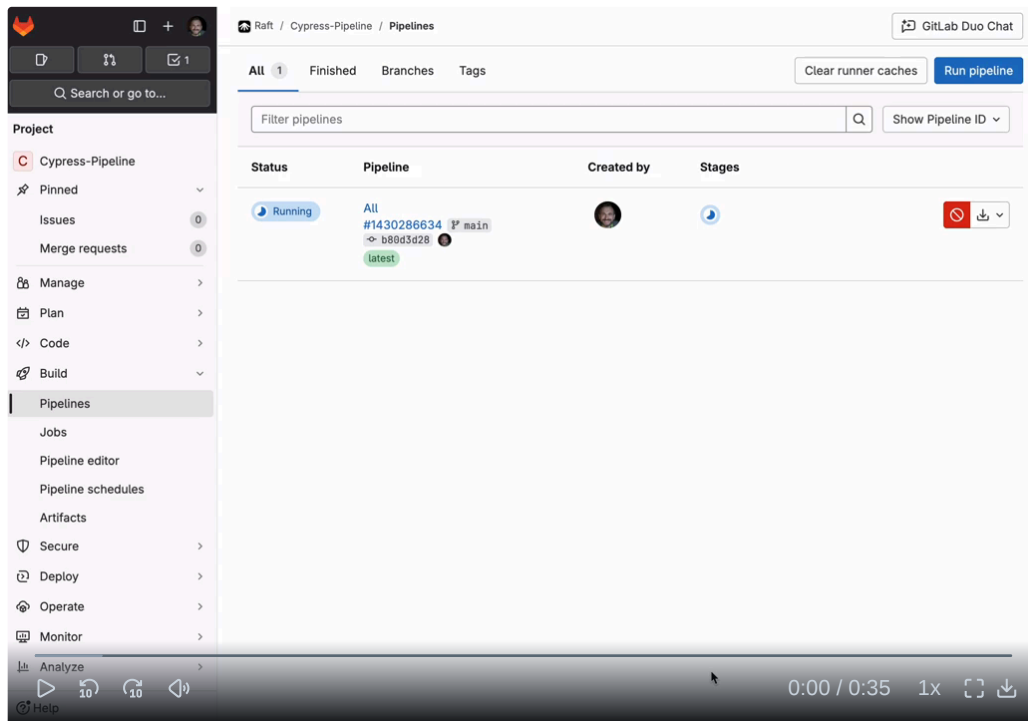 Raft / Cypress-Pipeline / Pipelines
GitLab Duo Chat
1
Search or go to...
All 1 Finished Branches Tags
Clear runner caches Run pipeline
Filter pipelines
Show Pipeline ID
Project
C Cypress-Pipeline
Pinned
Issues 0
Merge requests 0
Manage
Plan
Code
Build
Pipelines
Jobs
Pipeline editor
Pipeline schedules
Artifacts
Secure
Deploy
Operate
Monitor
Analyze
Help
Status Pipeline Created by Stages
Running
All
#1430286634 main
b80d3d28
latest
10 10 0:00 / 0:35 1x